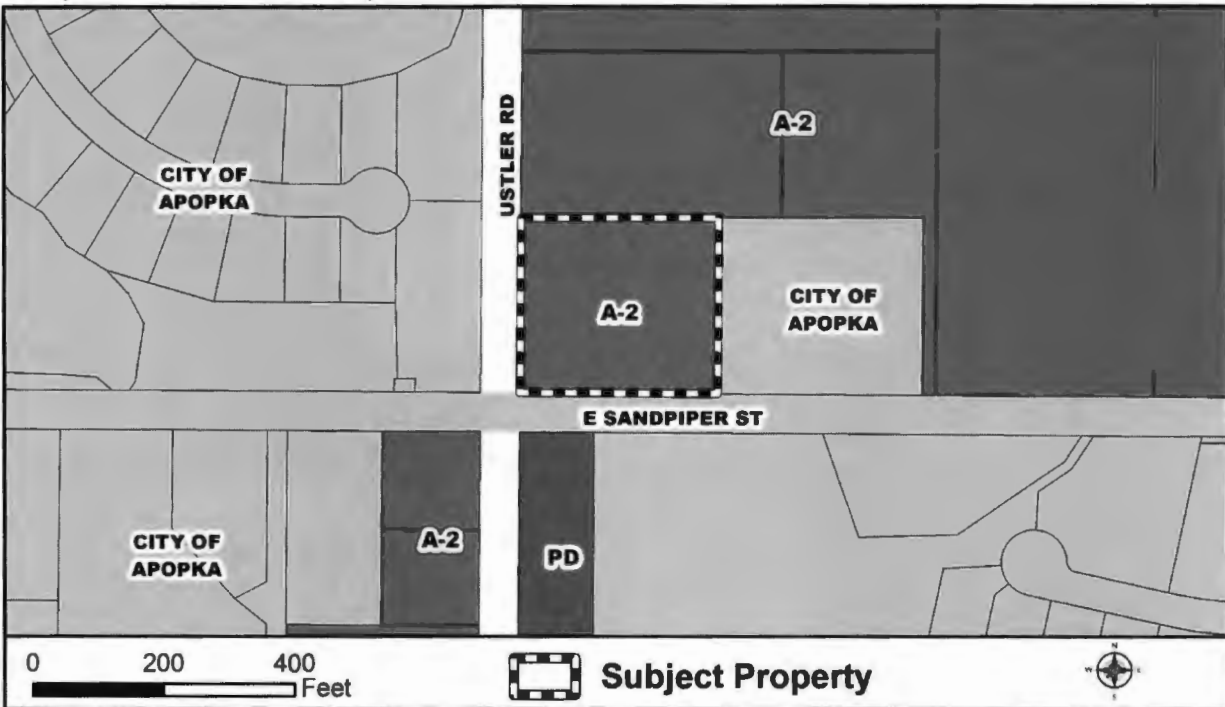 A-2
USTLER RD
CITY OF
APOPKA
A-2
CITY OF
APOPKA
E SANDPIPER ST
CITY OF
APOPKA
A-2
PD
0 200 400
Feet
Subject Property
N
W E
S